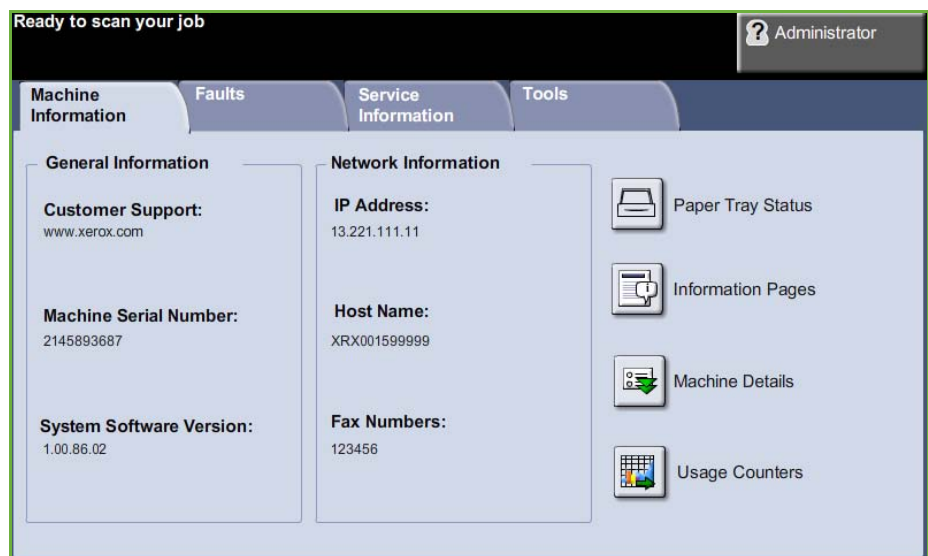 Ready to scan your job
Administrator
Machine
Information
Faults
Service
Information
Tools
General Information
Customer Support:
www.xerox.com
Machine Serial Number:
2145893687
System Software Version:
1.00.86.02
Network Information
IP Address:
13.221.111.11
Host Name:
XRX001599999
Fax Numbers:
123456
Paper Tray Status
Information Pages
Machine Details
Usage Counters